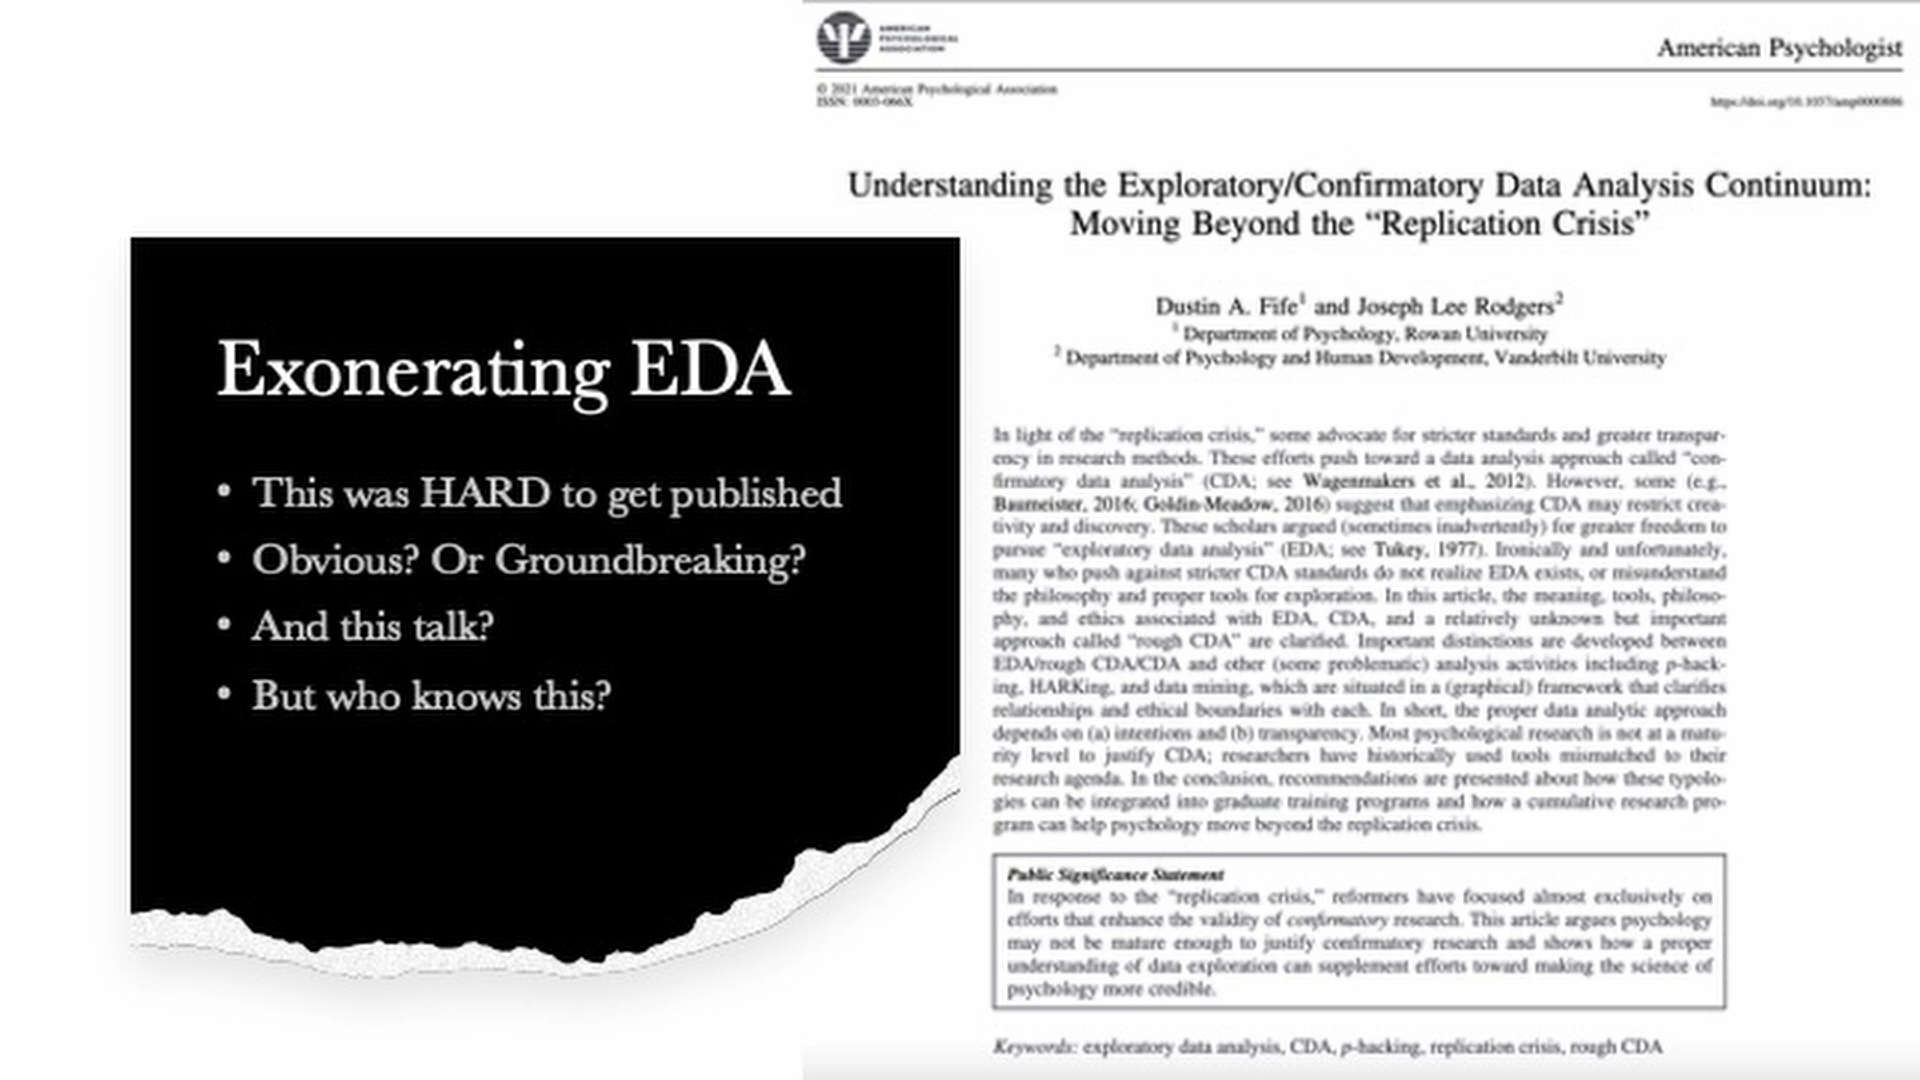 Exonerating EDA
• This was HARD to get published
• Obvious? Or Groundbreaking?
• And this talk?
• But who knows this?
AMERICAN
PSYCHOLOGICAL
ASSOCIATION
American Psychologist
© 2021 American Psychological Association
ISSN: 0003-066X
https://doi.org/10.1037/amp0000886
Understanding the Exploratory/Confirmatory Data Analysis Continuum:
Moving Beyond the “Replication Crisis”
Dustin A. Fife1 and Joseph Lee Rodgers2
1 Department of Psychology, Rowan University
2 Department of Psychology and Human Development, Vanderbilt University
In light of the “replication crisis,” some advocate for stricter standards and greater transpar-
ency in research methods. These efforts push toward a data analysis approach called “con-
firmatory data analysis” (CDA; see Wagenmakers et al., 2012). However, some (e.g.,
Baumeister, 2016; Goldin-Meadow, 2016) suggest that emphasizing CDA may restrict crea-
tivity and discovery. These scholars argued (sometimes inadvertently) for greater freedom to
pursue “exploratory data analysis” (EDA; see Tukey, 1977). Ironically and unfortunately,
many who push against stricter CDA standards do not realize EDA exists, or misunderstand
the philosophy and proper tools for exploration. In this article, the meaning, tools, philoso-
phy, and ethics associated with EDA, CDA, and a relatively unknown but important
approach called “rough CDA” are clarified. Important distinctions are developed between
EDA/rough CDA/CDA and other (some problematic) analysis activities including p-hack-
ing, HARKing, and data mining, which are situated in a (graphical) framework that clarifies
relationships and ethical boundaries with each. In short, the proper data analytic approach
depends on (a) intentions and (b) transparency. Most psychological research is not at a matu-
rity level to justify CDA; researchers have historically used tools mismatched to their
research agenda. In the conclusion, recommendations are presented about how these typolo-
gies can be integrated into graduate training programs and how a cumulative research pro-
gram can help psychology move beyond the replication crisis.
Public Significance Statement
In response to the “replication crisis,” reformers have focused almost exclusively on
efforts that enhance the validity of confirmatory research. This article argues psychology
may not be mature enough to justify confirmatory research and shows how a proper
understanding of data exploration can supplement efforts toward making the science of
psychology more credible.
Keywords: exploratory data analysis, CDA, p-hacking, replication crisis, rough CDA